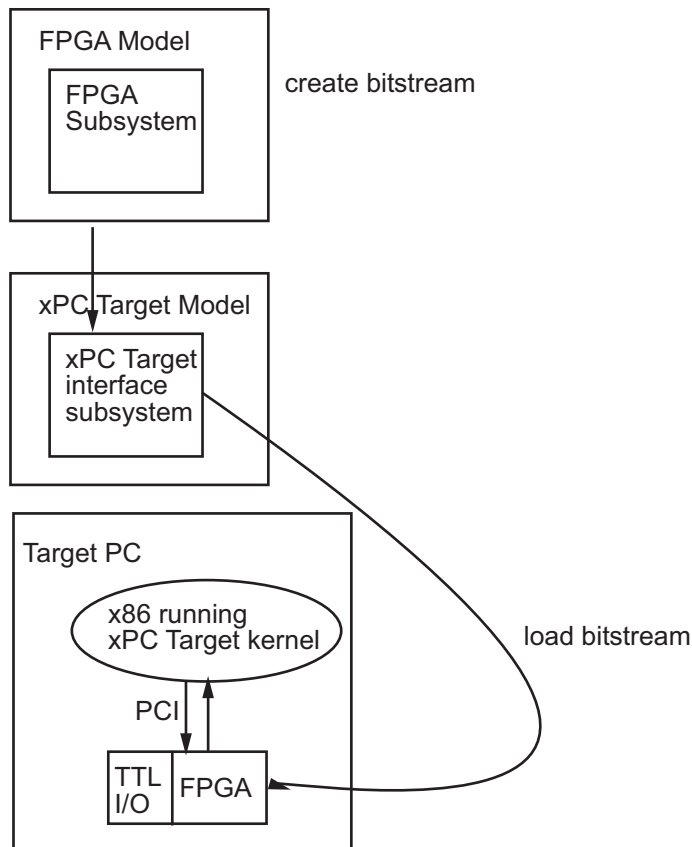 FPGA Model
FPGA
Subsystem
create bitstream
xPC Target Model
xPC Target
interface
subsystem
Target PC
x86 running
xPC Target kernel
load bitstream
PCI
TTL
I/O
FPGA